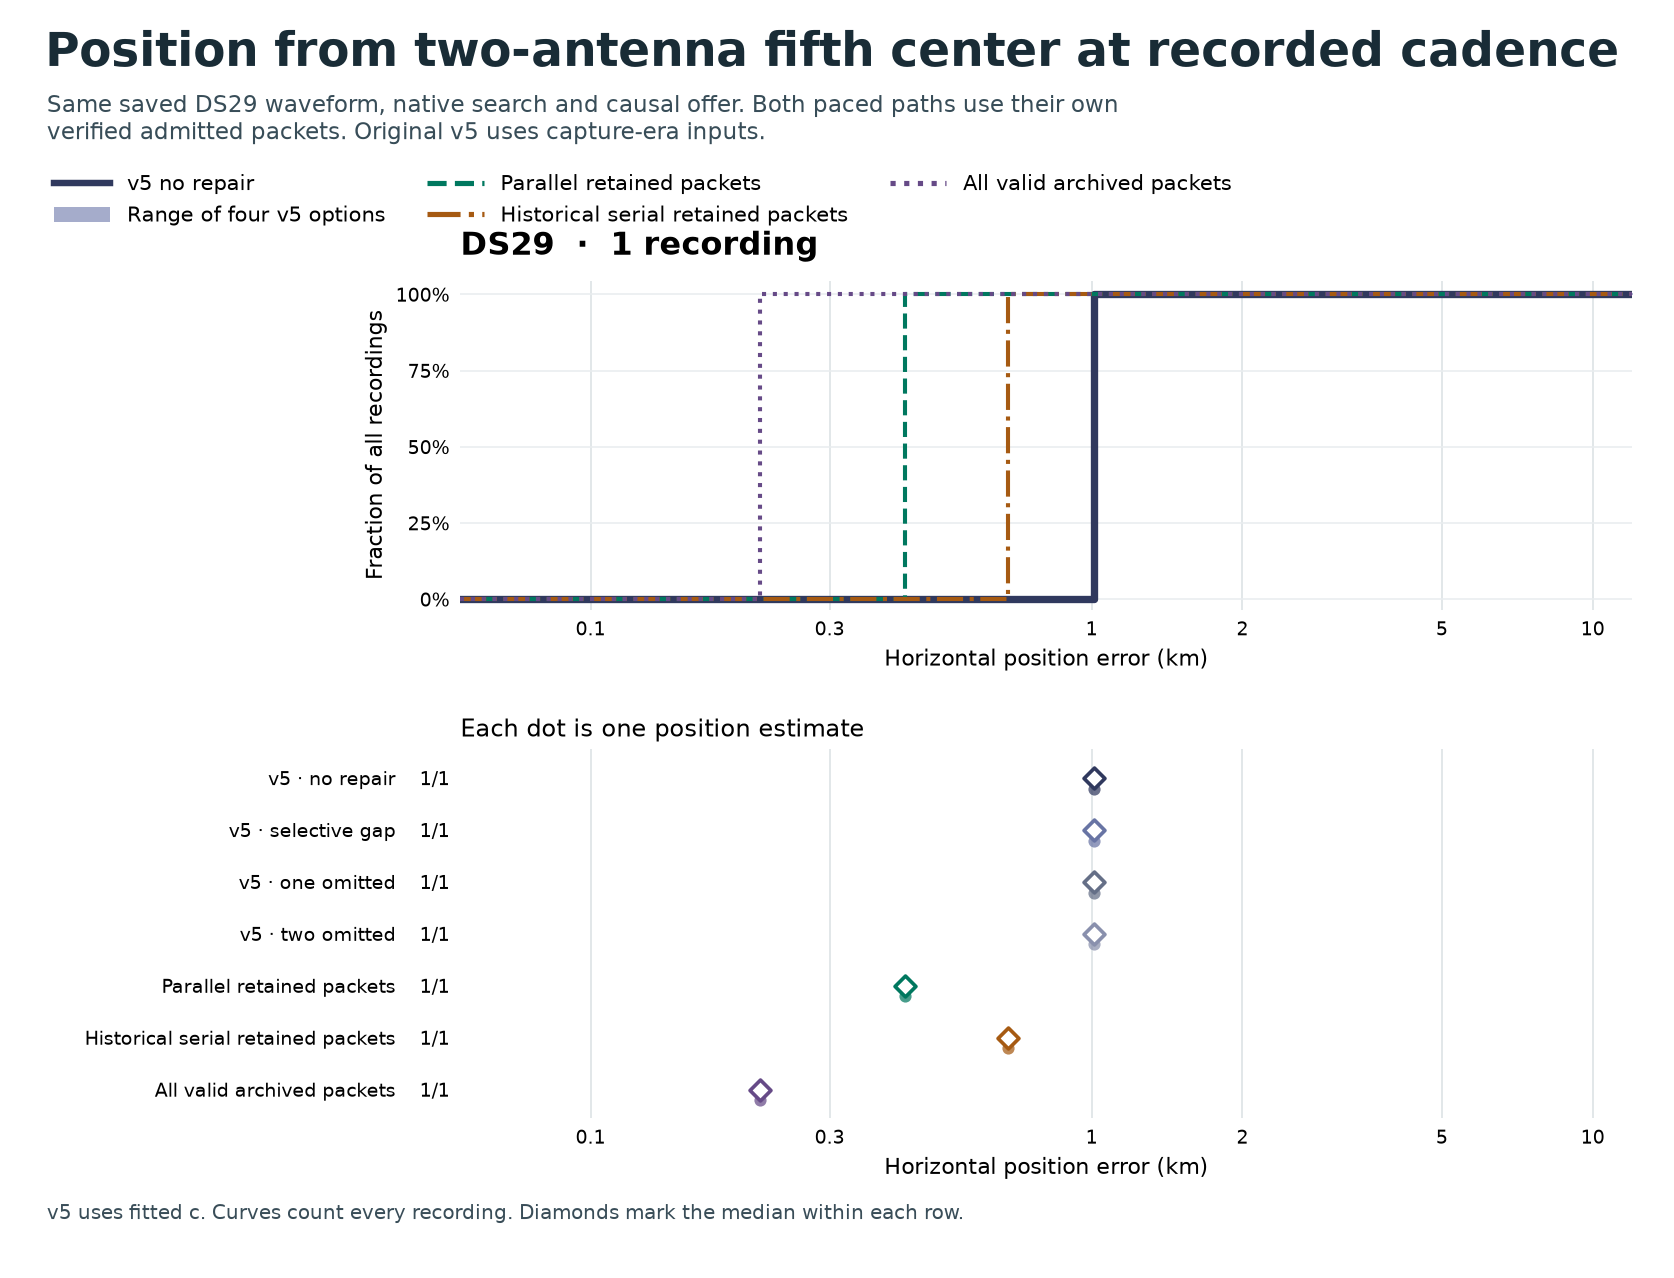 Position from two-antenna fifth center at recorded cadence
Same saved DS29 waveform, native search and causal offer. Both paced paths use their own
verified admitted packets. Original v5 uses capture-era inputs.
v5 no repair
Parallel retained packets
All valid archived packets
Range of four v5 options
Historical serial retained packets
DS29 · 1 recording
Fraction of all recordings
100%
75%
50%
25%
0%
0.1 0.3 1 2 5 10
Horizontal position error (km)
Each dot is one position estimate
v5 · no repair 1/1
v5 · selective gap 1/1
v5 · one omitted 1/1
v5 · two omitted 1/1
Parallel retained packets 1/1
Historical serial retained packets 1/1
All valid archived packets 1/1
0.1 0.3 1 2 5 10
Horizontal position error (km)
v5 uses fitted c. Curves count every recording. Diamonds mark the median within each row.